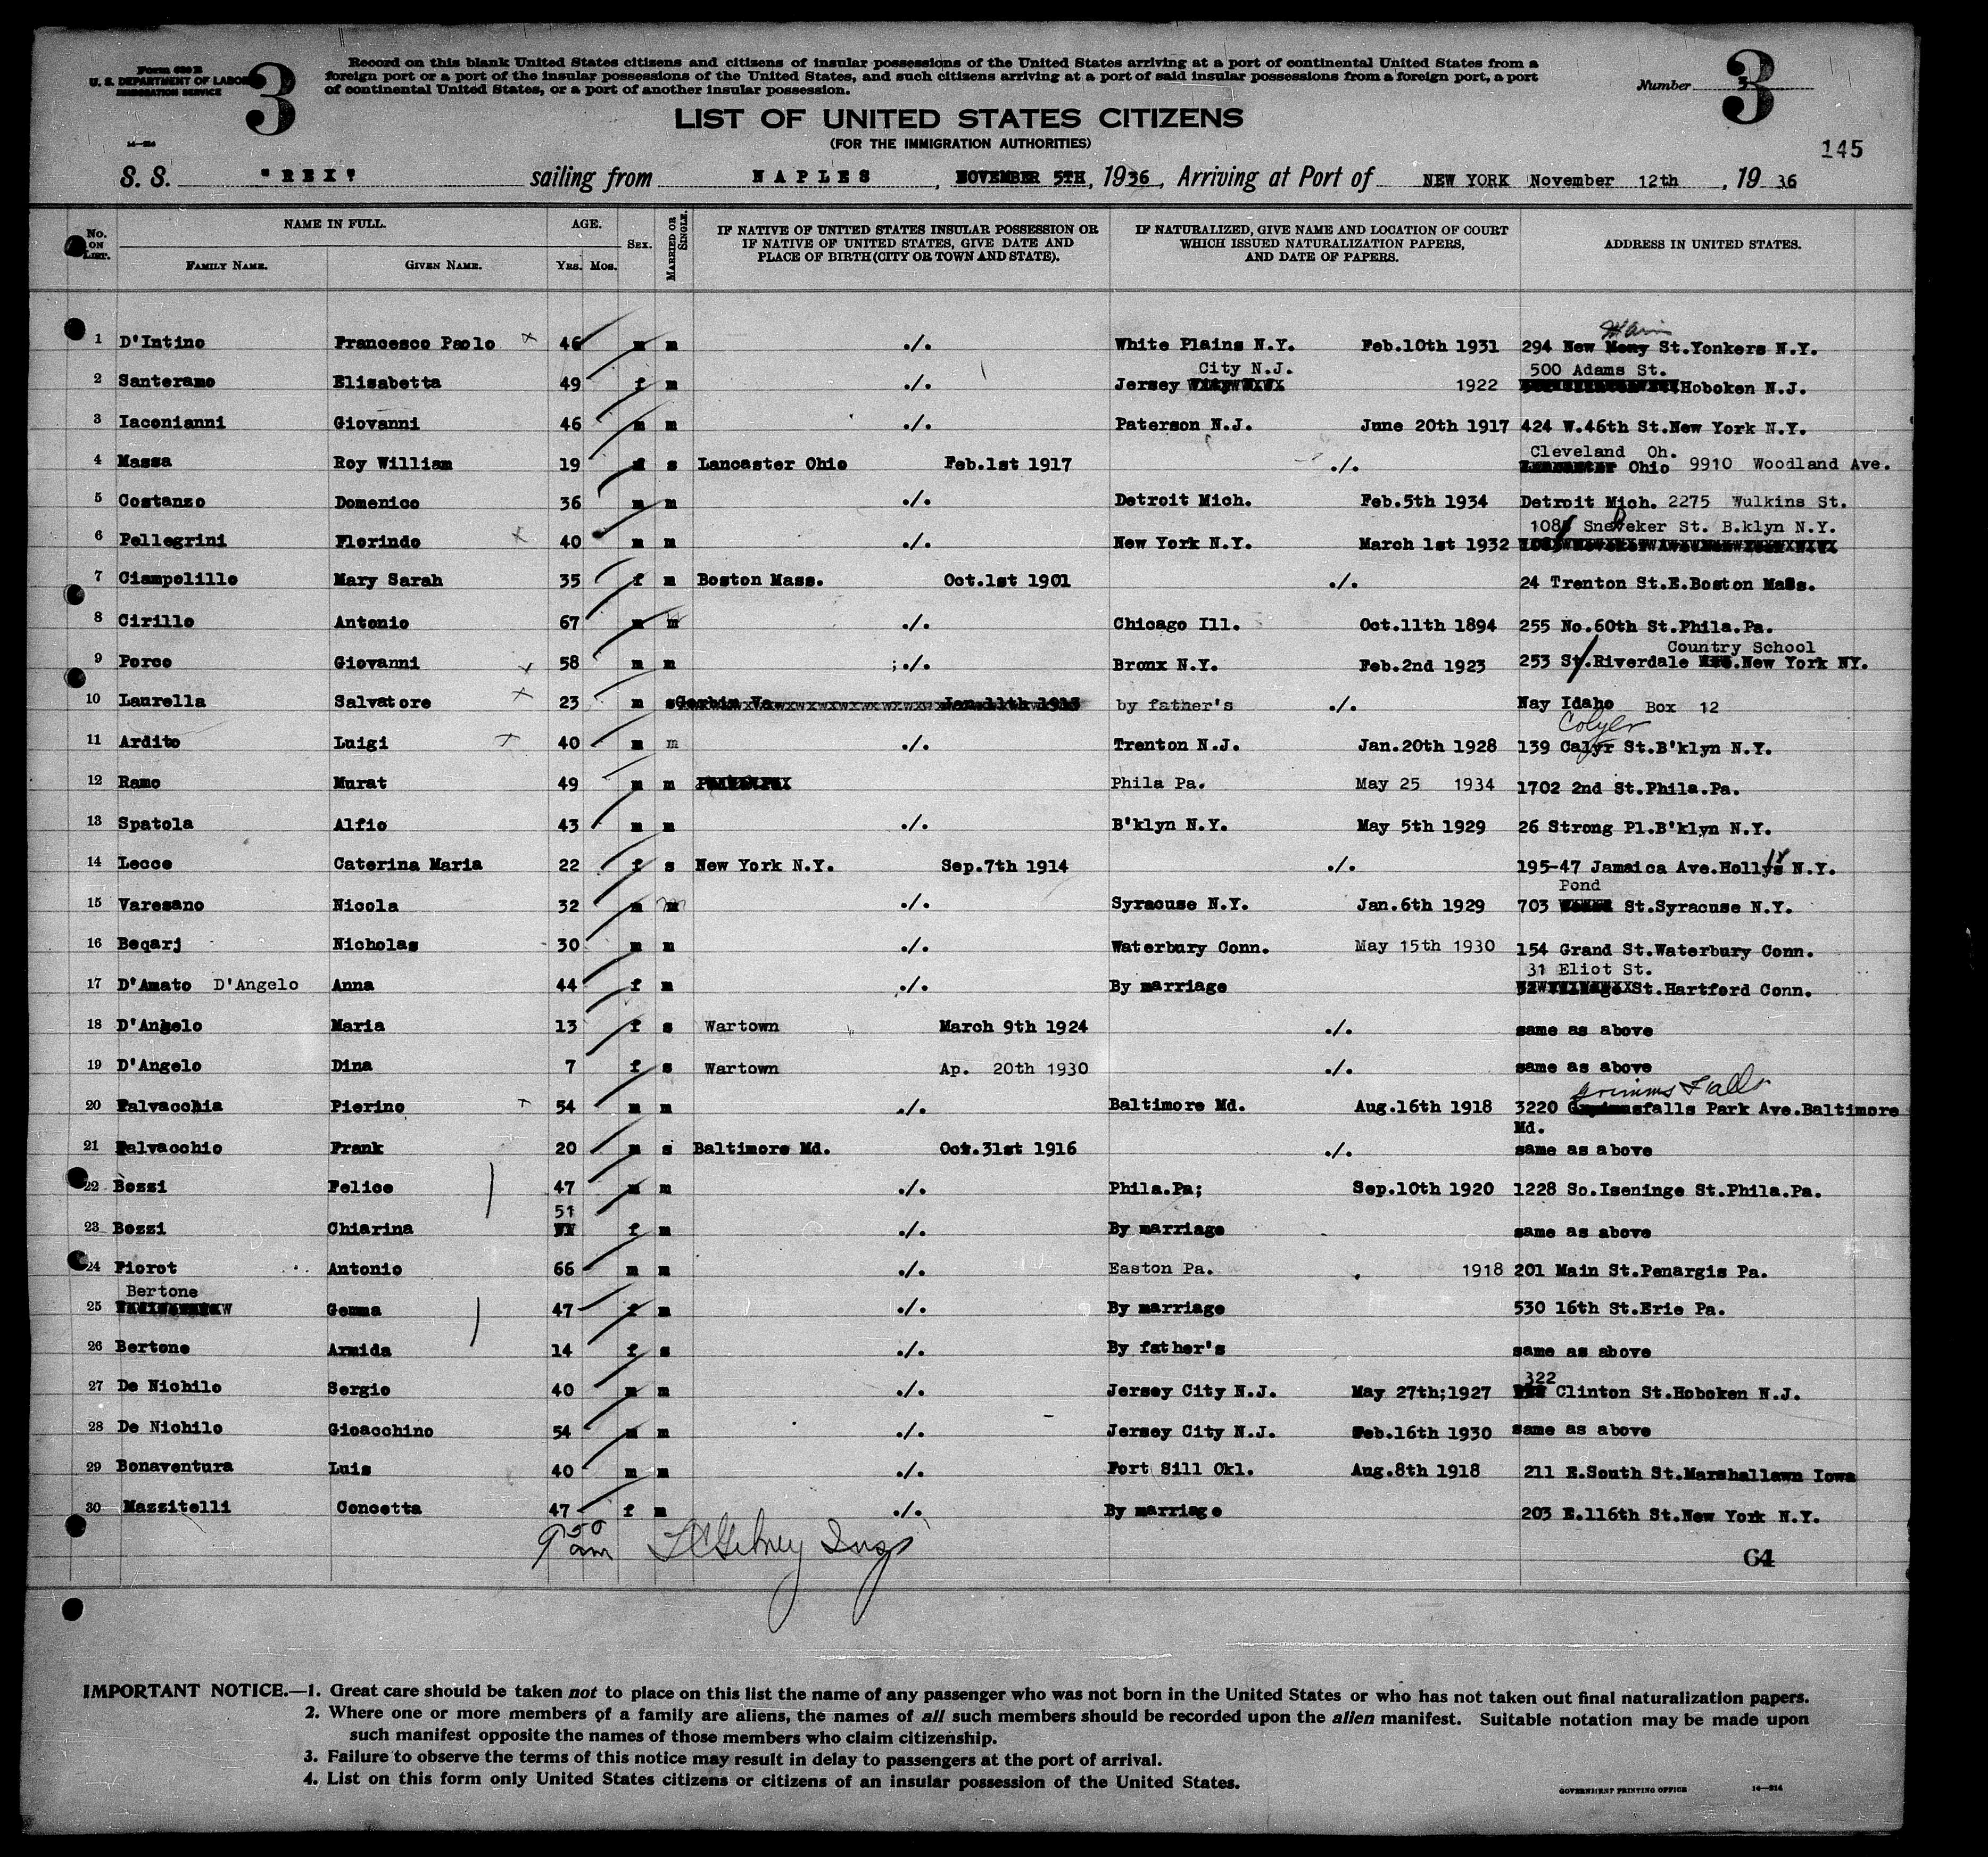 Form 630 B
U. S. DEPARTMENT OF LABOR
IMMIGRATION SERVICE
3
Record on this blank United States citizens and citizens of insular possessions of the United States arriving at a port of continental United States from a
foreign port or a port of the insular possessions of the United States, and such citizens arriving at a port of said insular possessions from a foreign port, a port
of continental United States, or a port of another insular possession.
Number 3
3
LIST OF UNITED STATES CITIZENS
(FOR THE IMMIGRATION AUTHORITIES)
145
S. S. "REX" sailing from NAPLES, NOVEMBER 5TH, 1936, Arriving at Port of NEW YORK November 12th, 19 36
No. ON LIST. NAME IN FULL. FAMILY NAME. GIVEN NAME. AGE. YRS. MOS. SEX. MARRIED OR SINGLE. IF NATIVE OF UNITED STATES INSULAR POSSESSION OR IF NATIVE OF UNITED STATES, GIVE DATE AND PLACE OF BIRTH (CITY OR TOWN AND STATE). IF NATURALIZED, GIVE NAME AND LOCATION OF COURT WHICH ISSUED NATURALIZATION PAPERS, AND DATE OF PAPERS. ADDRESS IN UNITED STATES.
1 D'Intino Francesco Paolo x 46 m m ./. White Plains N.Y. Feb.10th 1931 294 New St.Yonkers N.Y.
City N.J. 500 Adams St.
2 Santeramo Elisabetta 49 f m ./. Jersey 1922 Hoboken N.J.
3 Iaconianni Giovanni 46 m m ./. Paterson N.J. June 20th 1917 424 W.46th St.New York N.Y.
Cleveland Oh.
4 Massa Roy William 19 s Lancaster Ohio Feb.1st 1917 ./. Ohio 9910 Woodland Ave.
5 Costanzo Domenico 36 m m ./. Detroit Mich. Feb.5th 1934 Detroit Mich. 2275 Wulkins St.
St. B.klyn N.Y.
6 Pellegrini Florindo x 40 m m ./. New York N.Y. March 1st 1932
7 Ciampolillo Mary Sarah 35 f m Boston Mass. Oct.1st 1901 ./. 24 Trenton St.E.Boston Mass.
8 Cirillo Antonio 67 m m ./. Chicago Ill. Oct.11th 1894 255 No.60th St.Phila.Pa.
Country School
9 Porco Giovanni x 58 m m ;./. Bronx N.Y. Feb.2nd 1923 253 St.Riverdale .New York NY.
10 Laurella Salvatore x 23 m s Jan.11th 1913 by father's ./. Nay Idaho Box 12
Colyer
11 Ardito Luigi x 40 m m ./. Trenton N.J. Jan.20th 1928 139 Calyr St.B'klyn N.Y.
12 Ramo Murat 49 m m Phila Pa. May 25 1934 1702 2nd St.Phila.Pa.
13 Spatola Alfio 43 m m ./. B'klyn N.Y. May 5th 1929 26 Strong Pl.B'klyn N.Y.
14 Lecce Caterina Maria 22 f s New York N.Y. Sep.7th 1914 ./. 195-47 Jamaica Ave.Hollys N.Y.
Pond
15 Varesano Nicola 32 m m ./. Syracuse N.Y. Jan.6th 1929 703 St.Syracuse N.Y.
16 Beqarj Nicholas 30 m m ./. Waterbury Conn. May 15th 1930 154 Grand St.Waterbury Conn.
31 Eliot St.
17 D'Amato D'Angelo Anna 44 f m ./. By marriage St.Hartford Conn.
18 D'Angelo Maria 13 f s Wartown March 9th 1924 ./. same as above
19 D'Angelo Dina 7 f s Wartown Ap. 20th 1930 ./. same as above
Grimms Falls
20 Palvacchia Pierino x 54 m m ./. Baltimore Md. Aug.16th 1918 3220 falls Park Ave.Baltimore
Md.
21 Palvacchio Frank 20 m s Baltimore Md. Oct.31st 1916 ./. same as above
22 Bozzi Felice 47 m m ./. Phila.Pa; Sep.10th 1920 1228 So.Iseninge St.Phila.Pa.
51
23 Bozzi Chiarina f m ./. By marriage same as above
24 Fiorot Antonio 66 m m ./. Easton Pa. 1918 201 Main St.Penargis Pa.
Bertone
25 Gemma 47 f m ./. By marriage 530 16th St.Erie Pa.
26 Bertone Armida 14 f s ./. By father's same as above
322
27 De Nichilo Sergio 40 m m ./. Jersey City N.J. May 27th;1927 Clinton St.Hoboken N.J.
28 De Nichilo Gioacchino 54 m m ./. Jersey City N.J. Feb.16th 1930 same as above
29 Bonaventura Luis 40 m m ./. Fort Sill Okl. Aug.8th 1918 211 E.South St.Marshallawn Iowa
30 Mazzitelli Concetta 47 f m ./. By marriage 203 E.116th St.New York N.Y.
9 50 am
64
IMPORTANT NOTICE.—1. Great care should be taken not to place on this list the name of any passenger who was not born in the United States or who has not taken out final naturalization papers.
2. Where one or more members of a family are aliens, the names of all such members should be recorded upon the alien manifest. Suitable notation may be made upon
such manifest opposite the names of those members who claim citizenship.
3. Failure to observe the terms of this notice may result in delay to passengers at the port of arrival.
4. List on this form only United States citizens or citizens of an insular possession of the United States.
GOVERNMENT PRINTING OFFICE 14—214